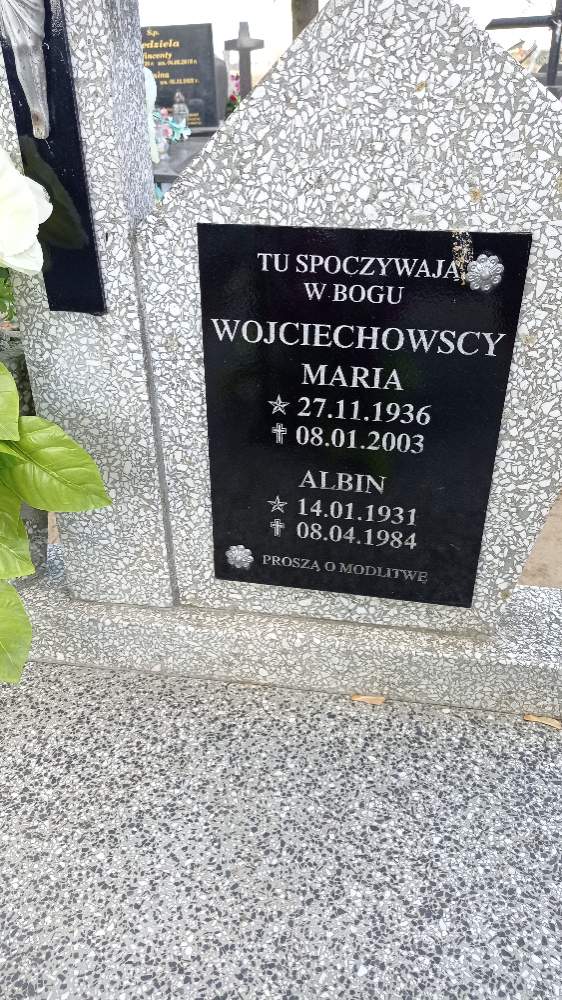 Ś.p.
TU SPOCZYWAJĄ
W BOGU
WOJCIECHOWSCY
MARIA
☆ 27.11.1936
✝ 08.01.2003
ALBIN
☆ 14.01.1931
✝ 08.04.1984
PROSZĄ O MODLITWĘ